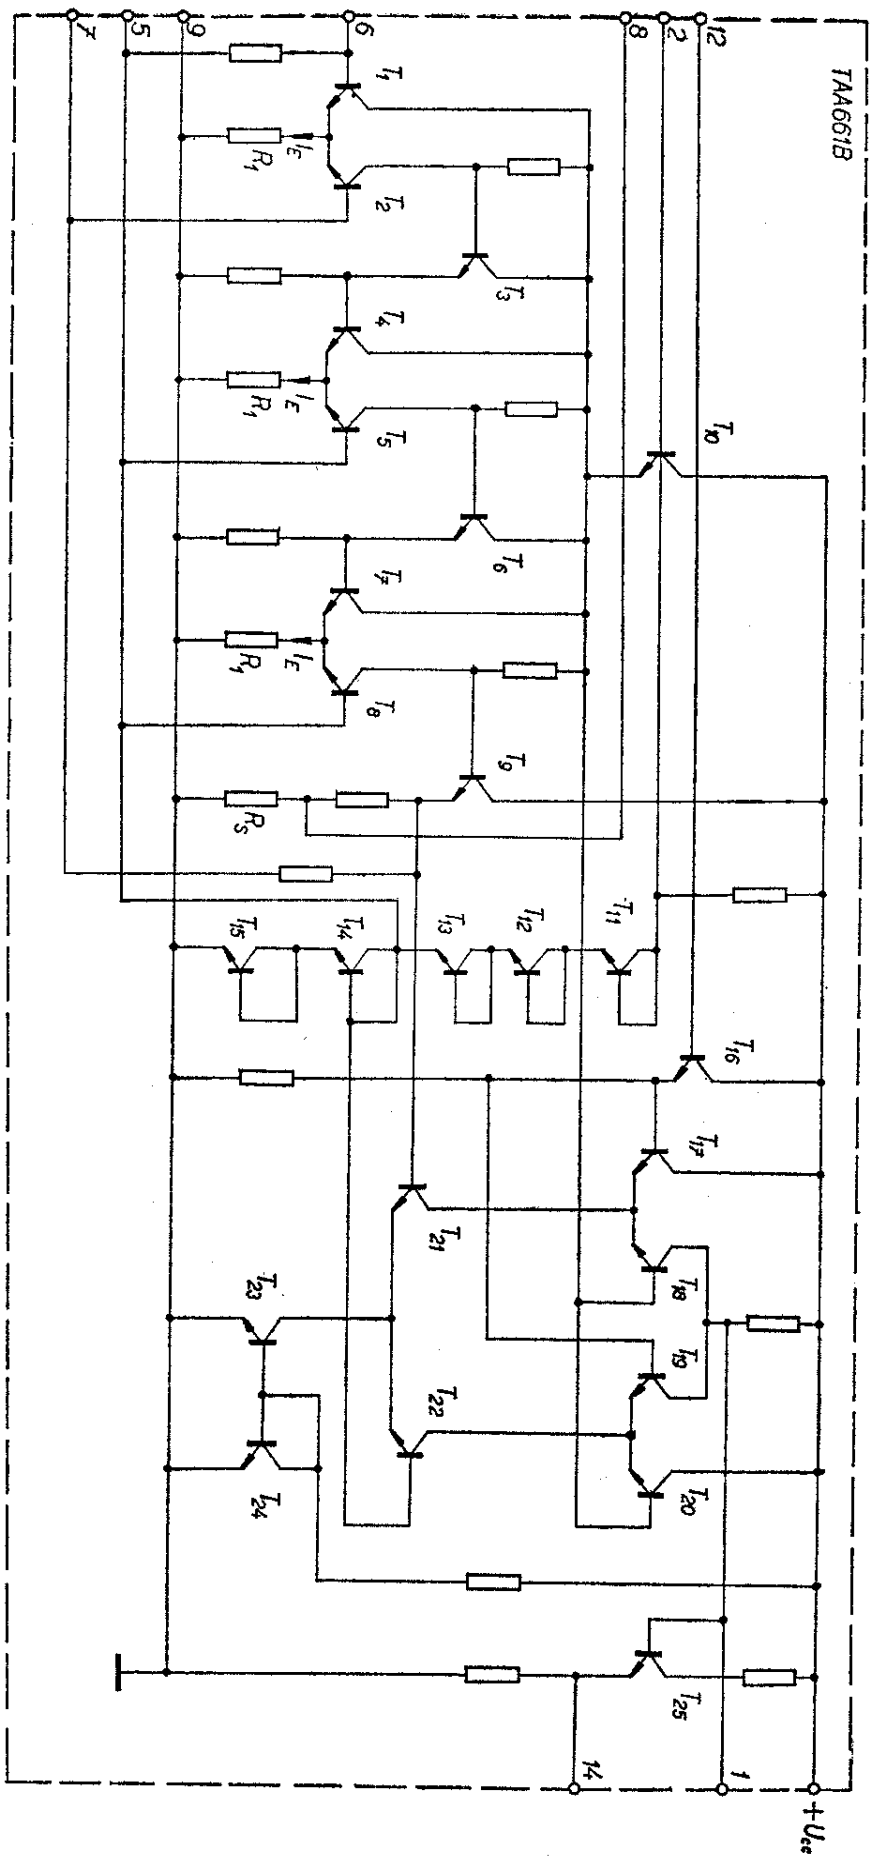 TAA661B
12
2
8
6
9
5
7
T10
T16
T17
T18
T19
T20
T25
+Ucc
1
14
T3
T6
T9
T11
T12
T13
T14
T15
T1
T2
T4
T5
T7
T8
T21
T22
T23
T24
IE
R1
IE
R1
IE
R1
RS